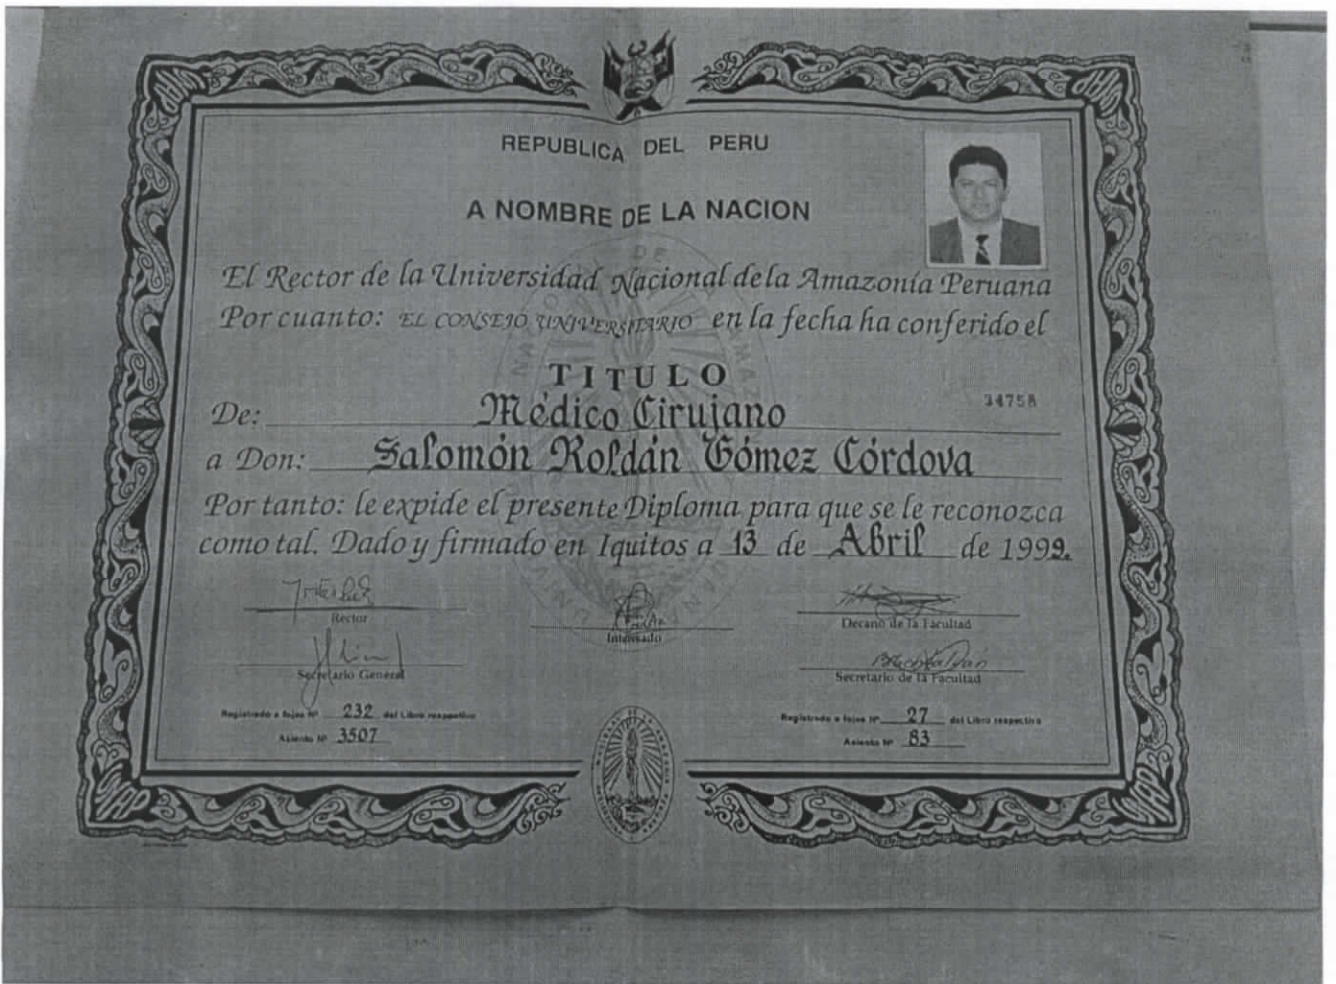 REPUBLICA DEL PERU
A NOMBRE DE LA NACION
El Rector de la Universidad Nacional de la Amazonía Peruana
Por cuanto: EL CONSEJO UNIVERSITARIO en la fecha ha conferido el
TITULO
34758
De: Médico Cirujano
a Don: Salomón Roldán Gómez Córdova
Por tanto: le expide el presente Diploma para que se le reconozca
como tal. Dado y firmado en Iquitos a 13 de Abril de 1999.
Rector
Interesado
Decano de la Facultad
Secretario General
Secretario de la Facultad
Registrado a fojas Nº 232 del Libro respectivo
Asiento Nº 3507
Registrado a fojas Nº 27 del Libro respectivo
Asiento Nº 83